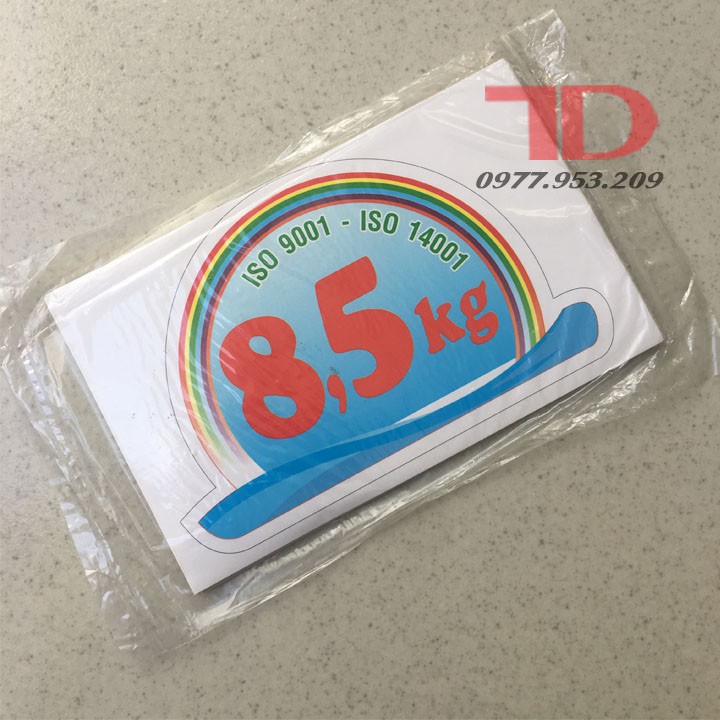 TD
0977.953.209
ISO 9001 - ISO 14001
8,5kg